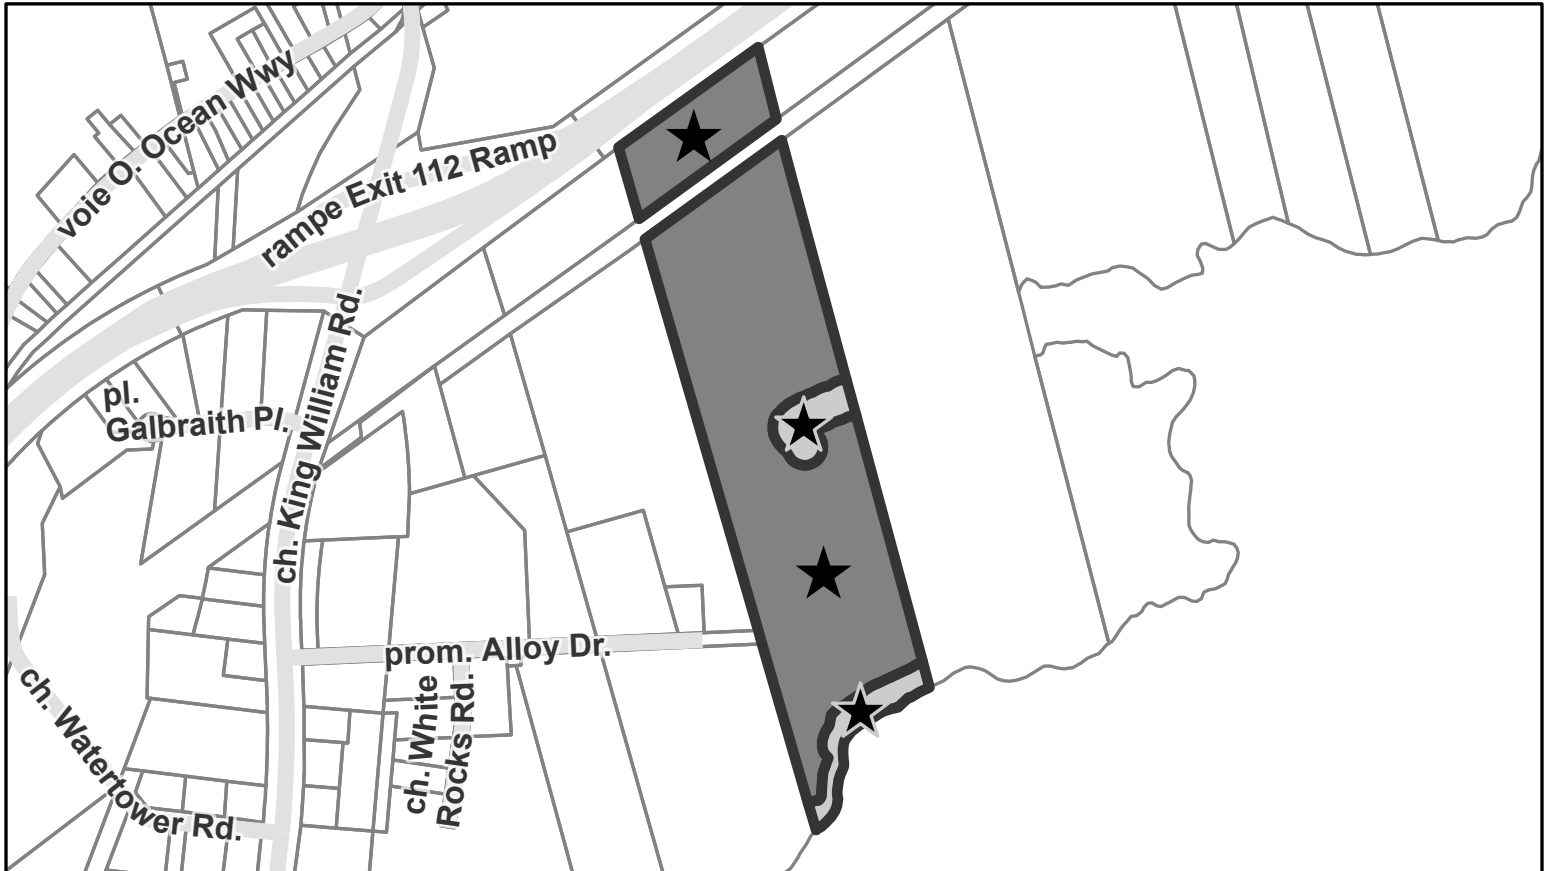 voie O. Ocean Wwy
rampe Exit 112 Ramp
pl.
Galbraith Pl.
ch. King William Rd.
prom. Alloy Dr.
ch. White
Rocks Rd.
ch. Watertower Rd.